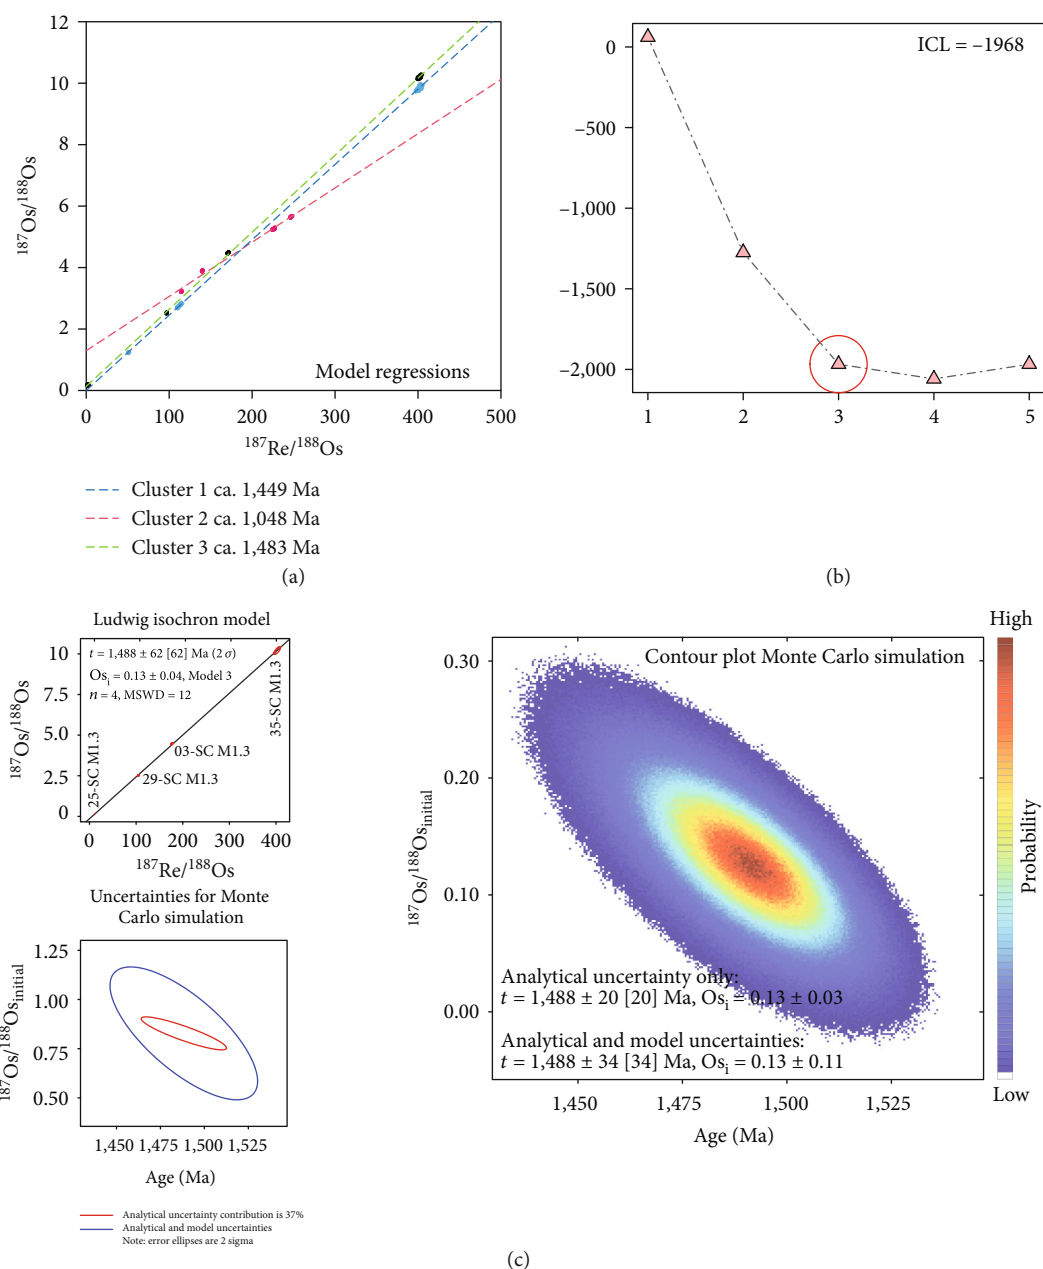 12
10
8
6
4
2
0
187Os/188Os
Model regressions
0 100 200 300 400 500
187Re/188Os
Cluster 1 ca. 1,449 Ma
Cluster 2 ca. 1,048 Ma
Cluster 3 ca. 1,483 Ma
(a)
ICL = –1968
0
–500
–1,000
–1,500
–2,000
1 2 3 4 5
(b)
Ludwig isochron model
t = 1,488 ± 62 [62] Ma (2 σ)
Osi = 0.13 ± 0.04, Model 3
n = 4, MSWD = 12
10
7.5
5.0
2.5
0
187Os/188Os
25-SC M1.3
29-SC M1.3
03-SC M1.3
35-SC M1.3
0 100 200 300 400
187Re/188Os
Uncertainties for Monte
Carlo simulation
1.25
1.00
0.75
0.50
187Os/188Osinitial
1,450 1,475 1,500 1,525
Age (Ma)
Analytical uncertainty contribution is 37%
Analytical and model uncertainties
Note: error ellipses are 2 sigma
Contour plot Monte Carlo simulation
0.30
0.20
0.10
0.00
187Os/188Osinitial
Analytical uncertainty only:
t = 1,488 ± 20 [20] Ma, Osi = 0.13 ± 0.03
Analytical and model uncertainties:
t = 1,488 ± 34 [34] Ma, Osi = 0.13 ± 0.11
1,450 1,475 1,500 1,525
Age (Ma)
High
Probability
Low
(c)